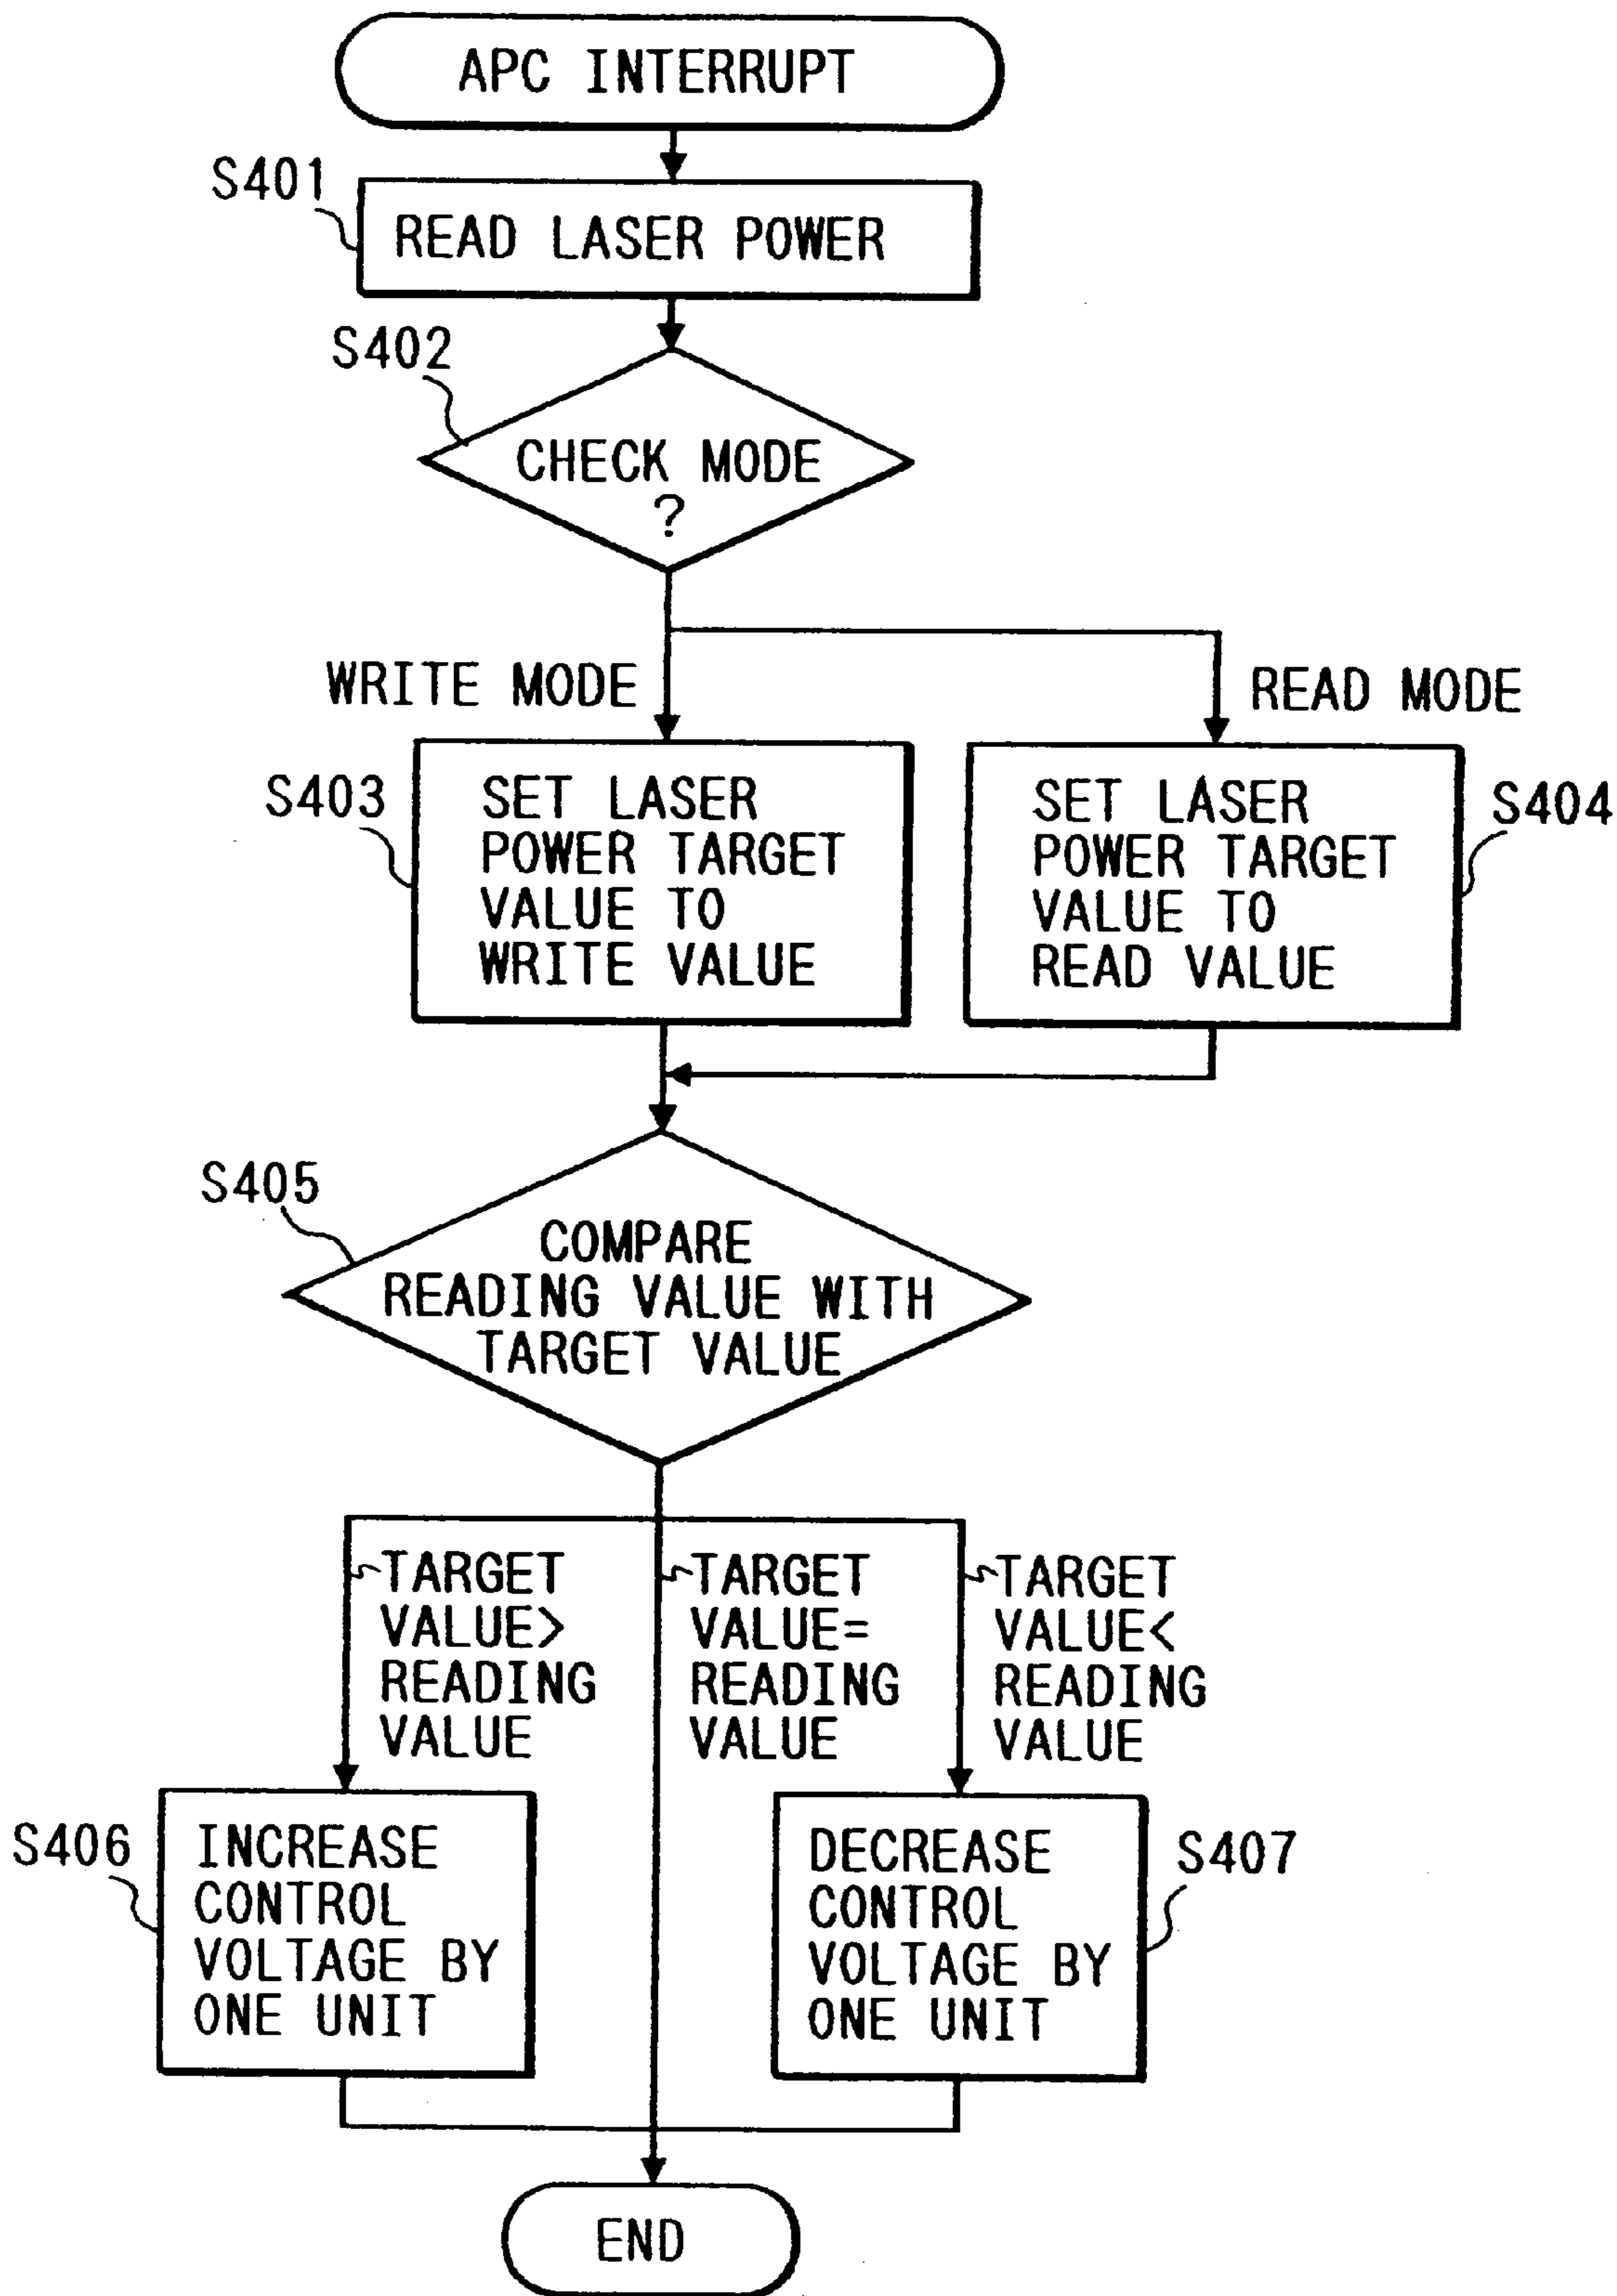 APC INTERRUPT
S401
READ LASER POWER
S402
CHECK MODE
?
WRITE MODE
READ MODE
S403
SET LASER
POWER TARGET
VALUE TO
WRITE VALUE
SET LASER
POWER TARGET
VALUE TO
READ VALUE
S404
S405
COMPARE
READING VALUE WITH
TARGET VALUE
TARGET
VALUE>
READING
VALUE
TARGET
VALUE=
READING
VALUE
TARGET
VALUE<
READING
VALUE
S406
INCREASE
CONTROL
VOLTAGE BY
ONE UNIT
DECREASE
CONTROL
VOLTAGE BY
ONE UNIT
S407
END